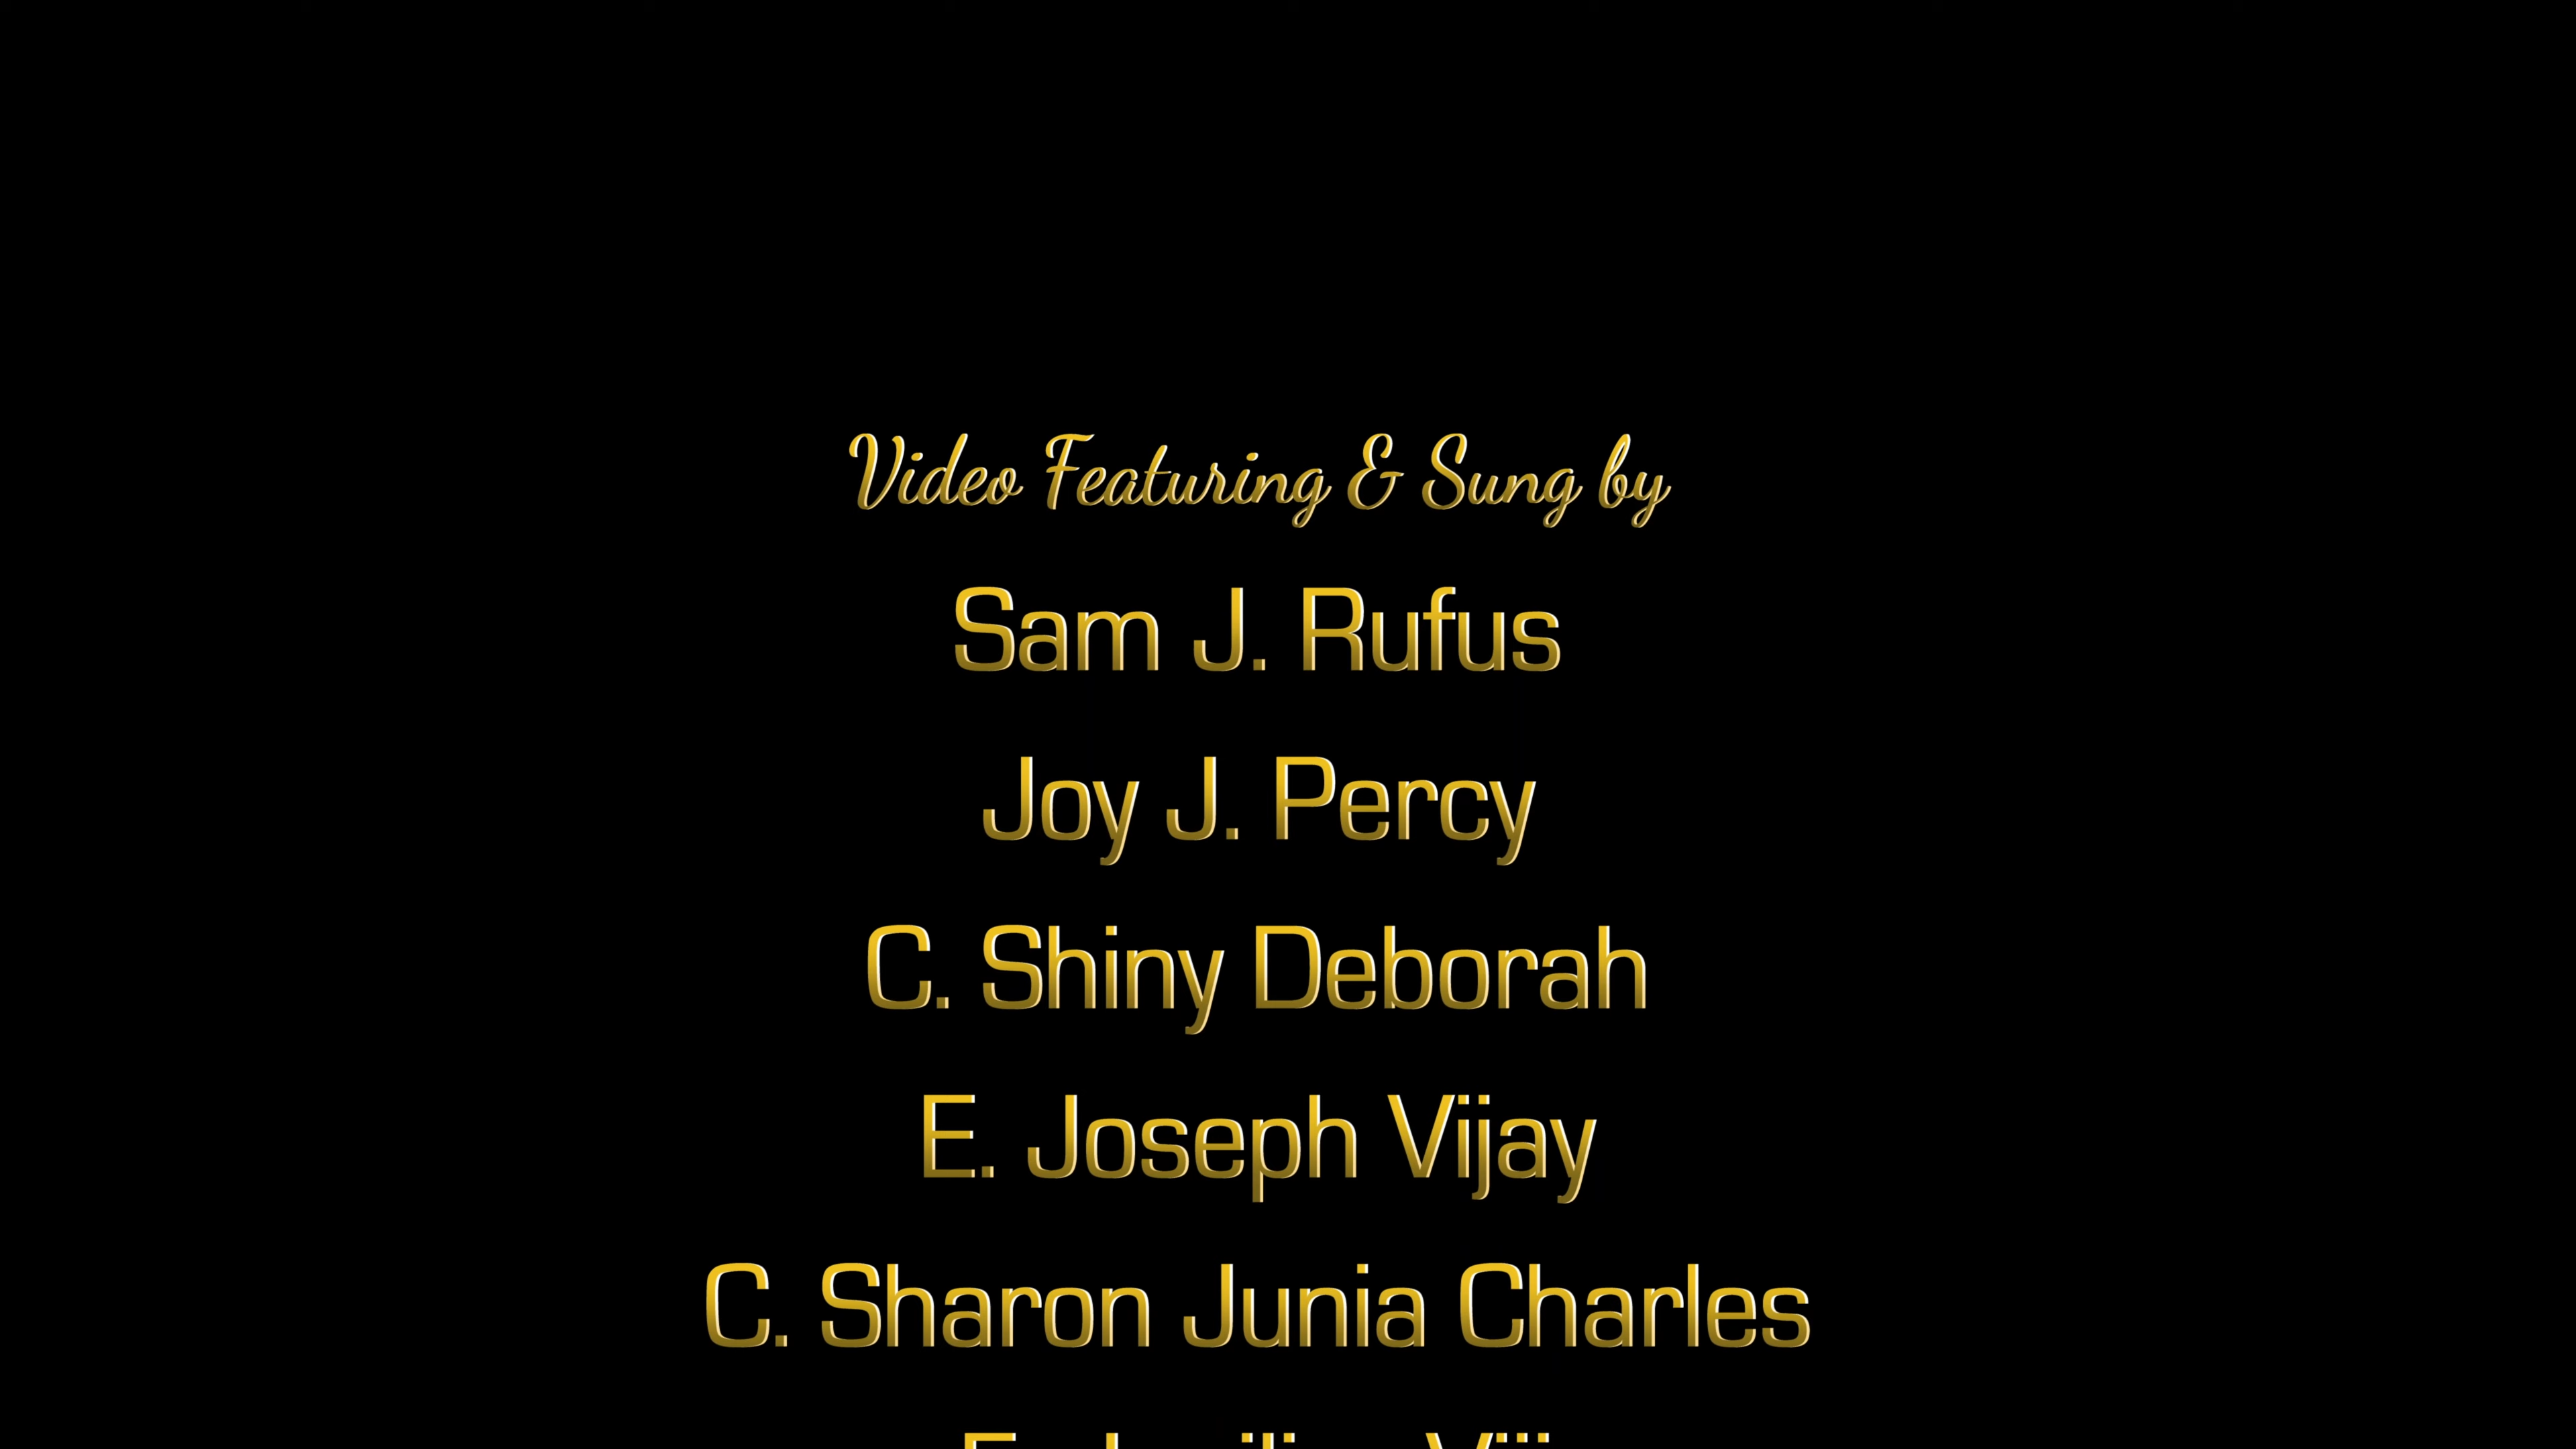 Video Featuring & Sung by
Sam J. Rufus
Joy J. Percy
C. Shiny Deborah
E. Joseph Vijay
C. Sharon Junia Charles